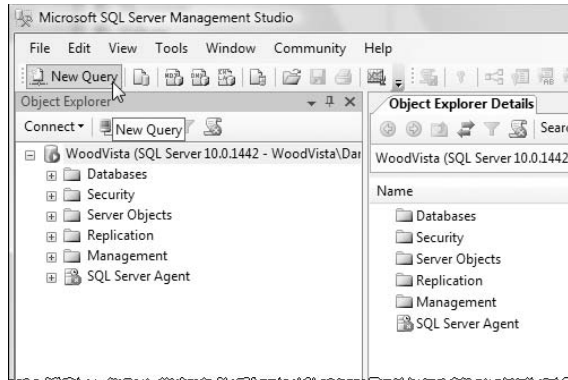 Microsoft SQL Server Management Studio
File Edit View Tools Window Community Help
New Query
Object Explorer
Connect
New Query
WoodVista (SQL Server 10.0.1442 - WoodVista\Dar
Databases
Security
Server Objects
Replication
Management
SQL Server Agent
Object Explorer Details
Sear
WoodVista (SQL Server 10.0.1442
Name
Databases
Security
Server Objects
Replication
Management
SQL Server Agent